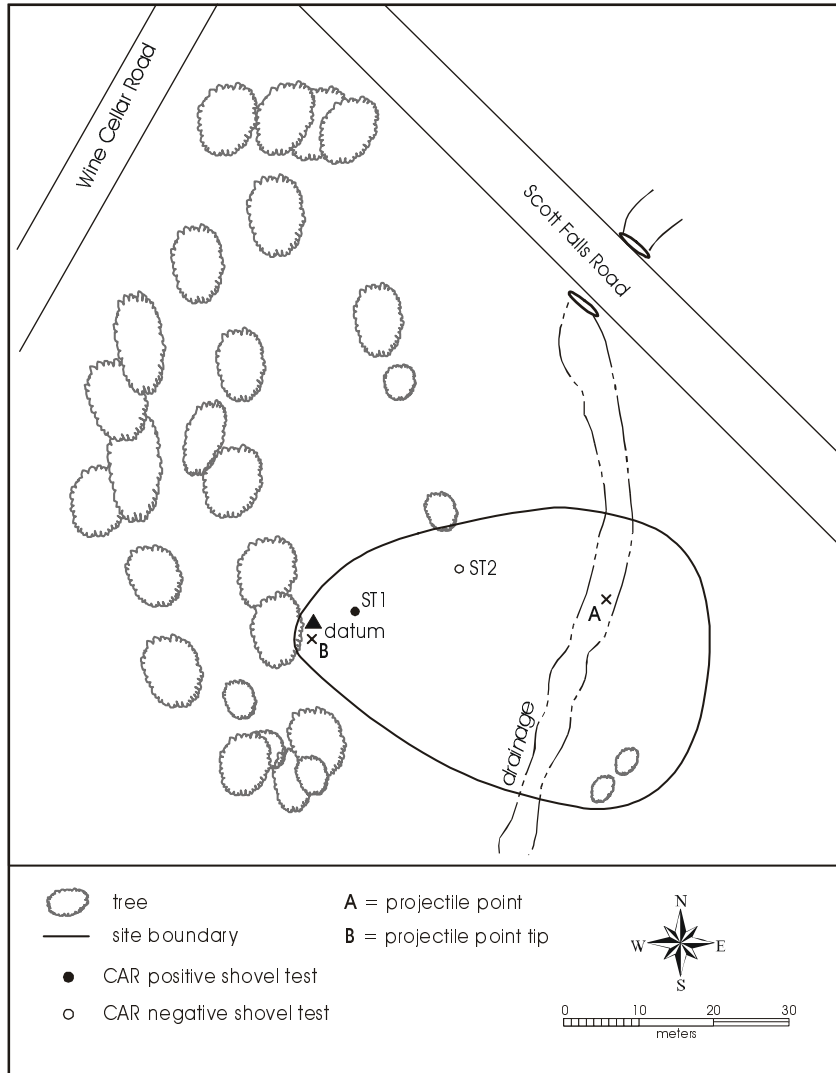 Wine Cellar Road
Scott Falls Road
ST2
ST1
datum
B
A
drainage
tree
site boundary
CAR positive shovel test
CAR negative shovel test
A = projectile point
B = projectile point tip
N
W E
S
0 10 20 30
meters